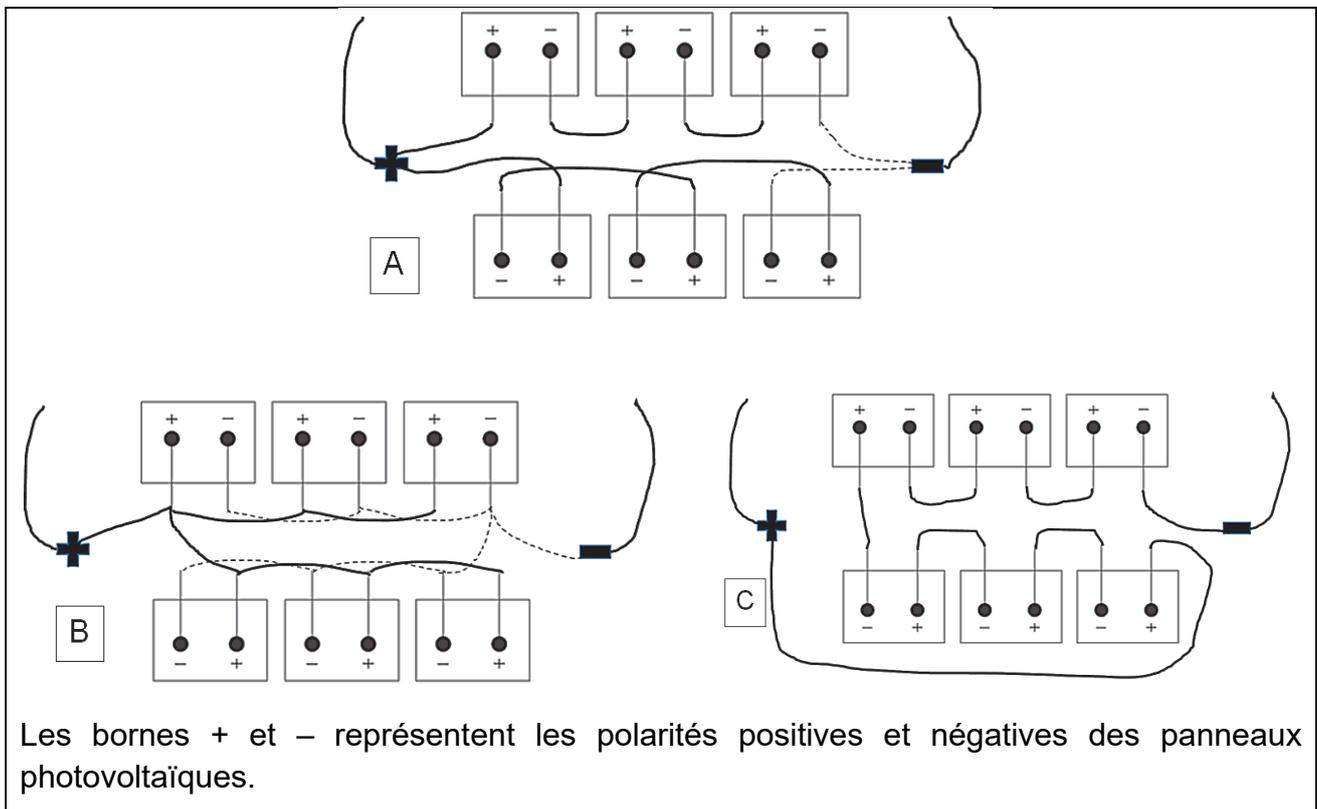 + − + − + −
A
− + − + − +
+ − + − + −
B
− + − + − +
+ − + − + −
C
− + − + − +
Les bornes + et – représentent les polarités positives et négatives des panneaux
photovoltaïques.